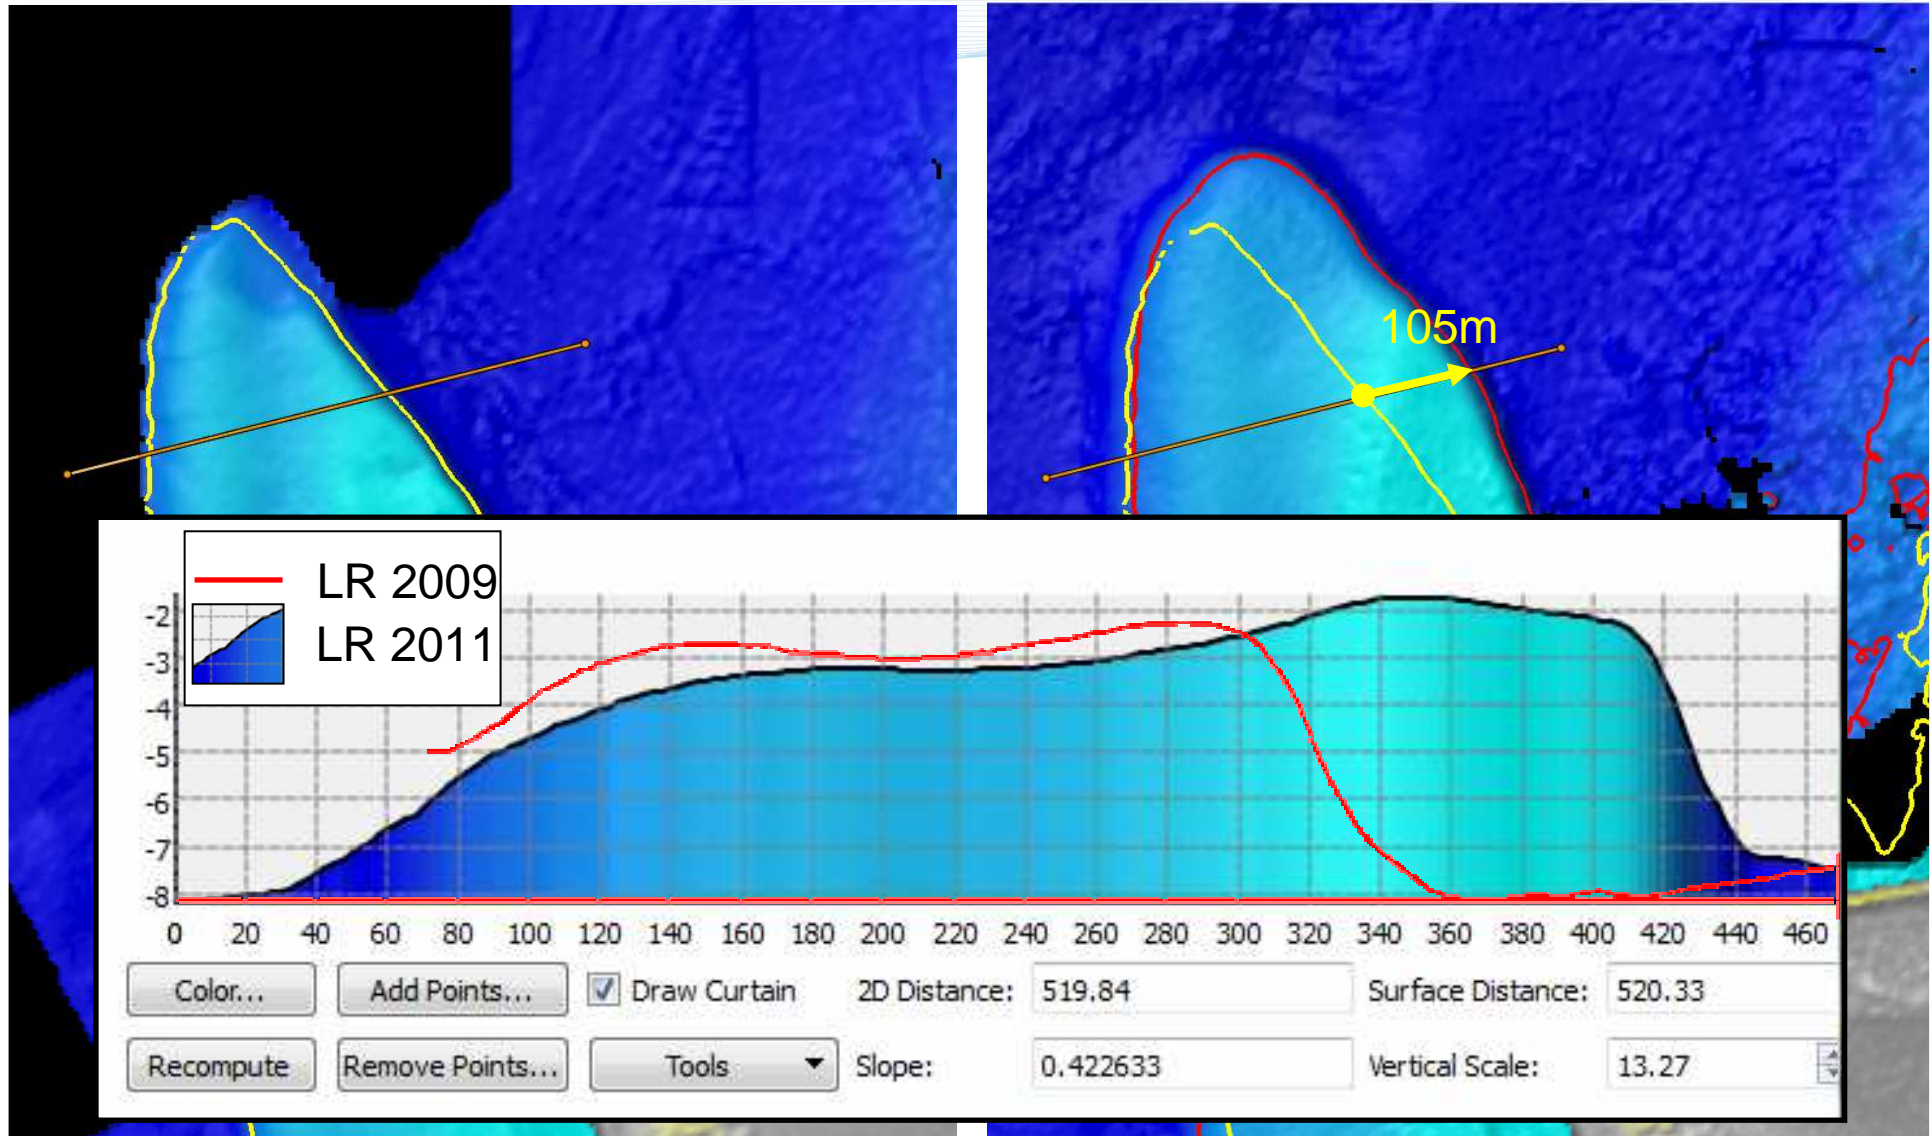 105m
LR 2009
LR 2011
-2
-3
-4
-5
-6
-7
-8
0 20 40 60 80 100 120 140 160 180 200 220 240 260 280 300 320 340 360 380 400 420 440 460
Color... Add Points... Draw Curtain 2D Distance: 519.84 Surface Distance: 520.33
Recompute Remove Points... Tools Slope: 0.422633 Vertical Scale: 13.27